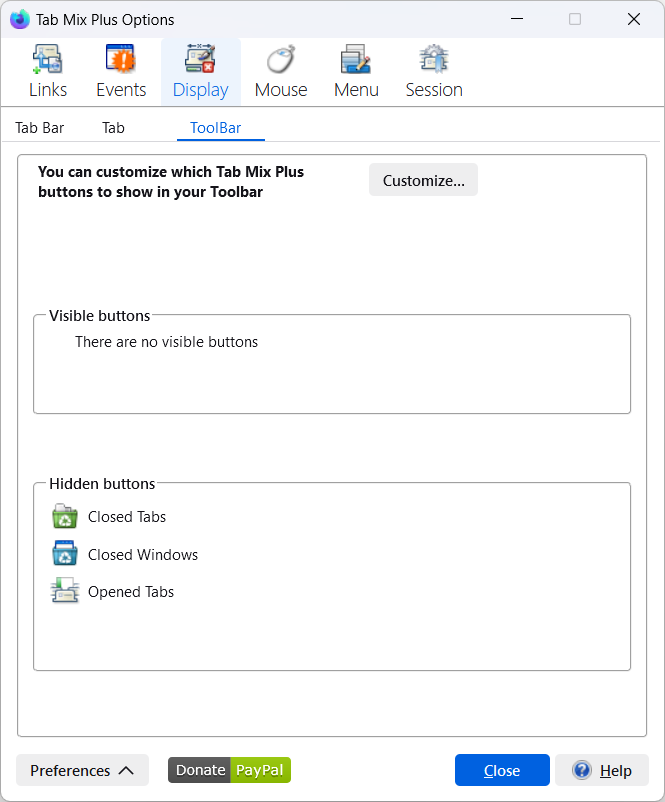 Tab Mix Plus Options
Links Events Display Mouse Menu Session
Tab Bar Tab ToolBar
You can customize which Tab Mix Plus
buttons to show in your Toolbar
Customize...
Visible buttons
There are no visible buttons
Hidden buttons
Closed Tabs
Closed Windows
Opened Tabs
Preferences Donate PayPal Close Help